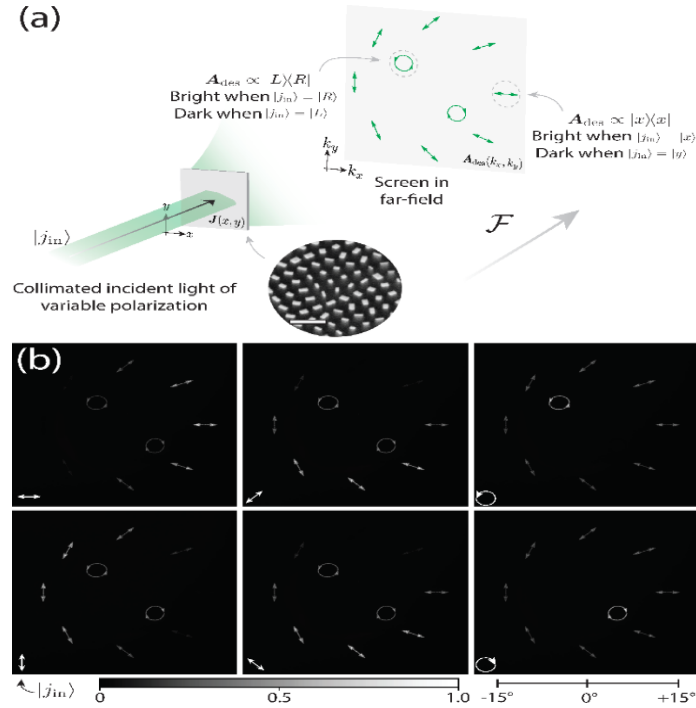 (a)
A_des ∝ L⟩⟨R|
Bright when |j_in⟩ = |R⟩
Dark when |j_in⟩ = |L⟩
A_des ∝ |x⟩⟨x|
Bright when |j_in⟩ |x⟩
Dark when |j_in⟩ = |y⟩
A_des(k_x, k_y)
k_y
k_x
Screen in
far-field
y
x
J(x, y)
|j_in⟩
Collimated incident light of
variable polarization
ℱ
(b)
|j_in⟩
0 0.5 1.0
-15° 0° +15°